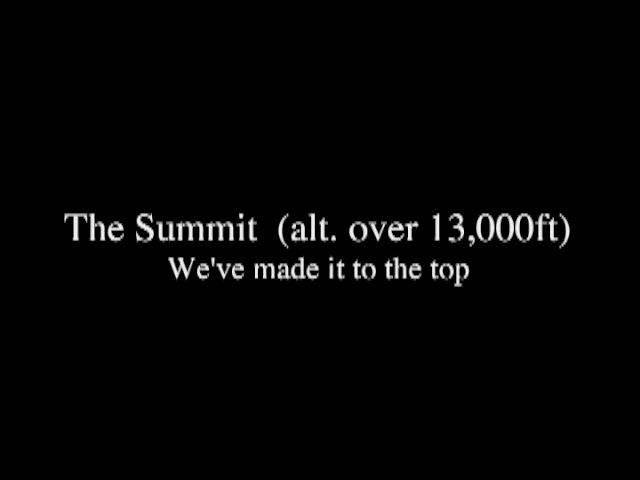 The Summit (alt. over 13,000ft)
We've made it to the top